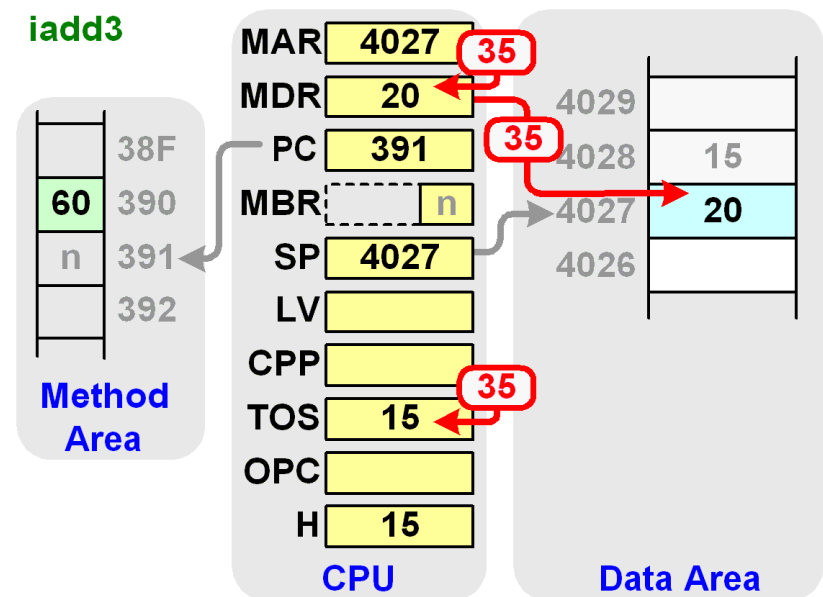 iadd3
38F
60 390
n 391
392
Method
Area
MAR 4027
35
MDR 20
PC 391
MBR n
SP 4027
LV
CPP
35
TOS 15
OPC
H 15
CPU
35
4029
4028 15
4027 20
4026
Data Area